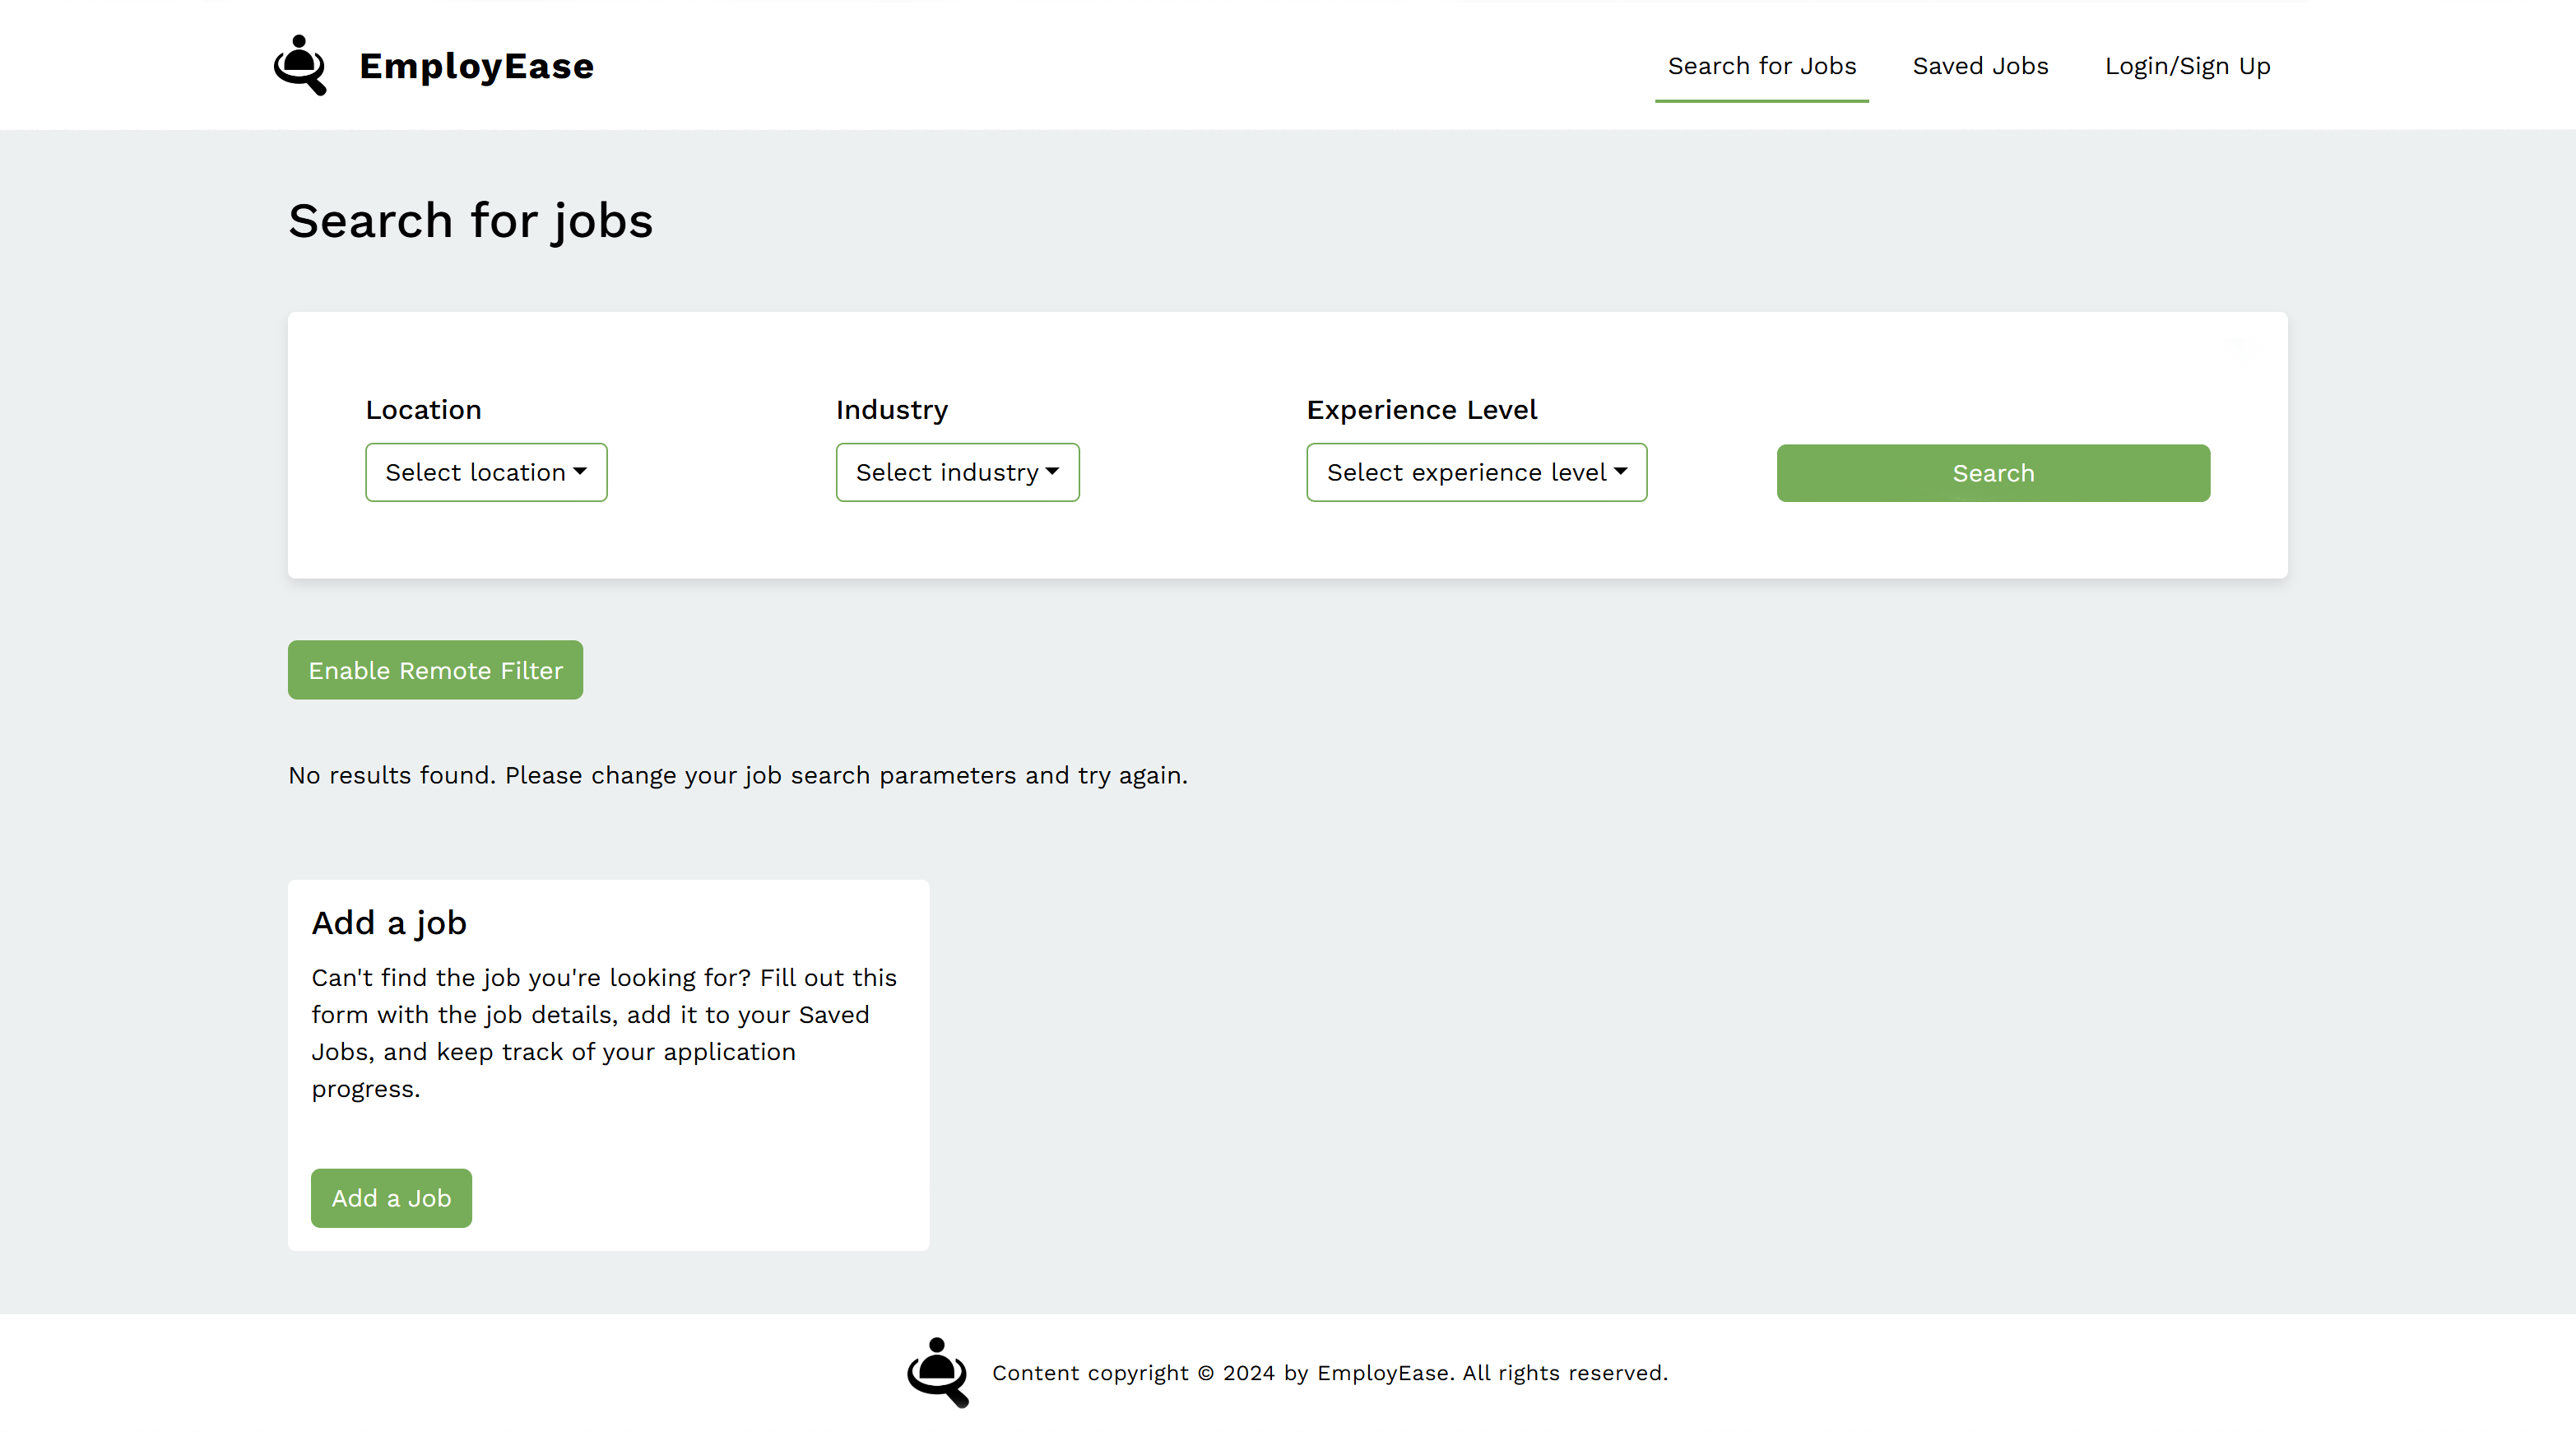 EmployEase
Search for Jobs
Saved Jobs
Login/Sign Up
Search for jobs
Location
Industry
Experience Level
Select location
Select industry
Select experience level
Search
Enable Remote Filter
No results found. Please change your job search parameters and try again.
Add a job
Can't find the job you're looking for? Fill out this
form with the job details, add it to your Saved
Jobs, and keep track of your application
progress.
Add a Job
Content copyright © 2024 by EmployEase. All rights reserved.